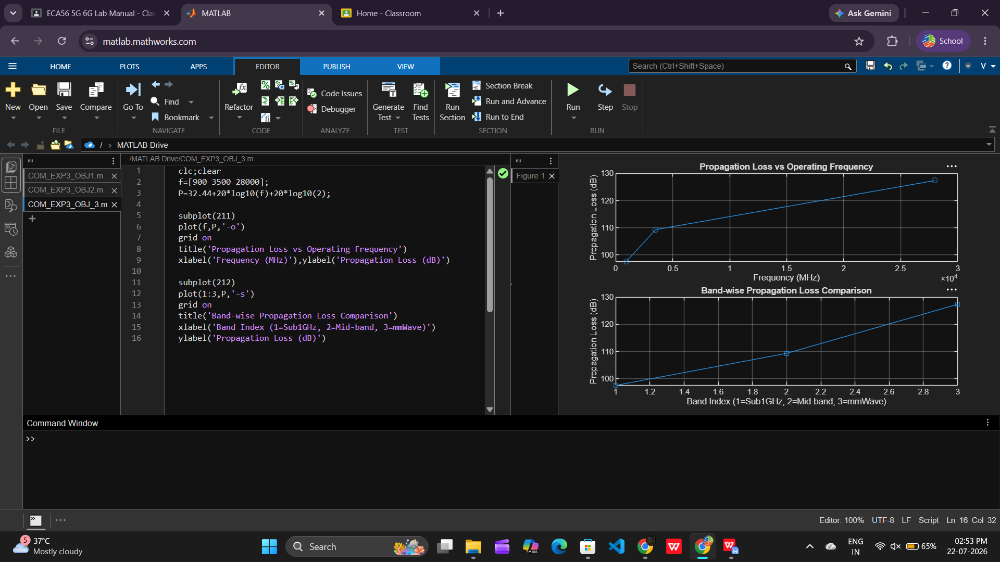 ECA56 5G 6G Lab Manual - Clas
MATLAB
Home - Classroom
Ask Gemini
matlab.mathworks.com
School
HOME
PLOTS
APPS
EDITOR
PUBLISH
VIEW
Search (Ctrl+Shift+Space)
V
New
Open
Save
Compare
Go To
Find
Bookmark
Refactor
Code Issues
Debugger
Generate
Test
Find
Tests
Run
Section
Section Break
Run and Advance
Run to End
Run
Step
Stop
FILE
NAVIGATE
CODE
ANALYZE
TEST
SECTION
RUN
/ › MATLAB Drive
COM_EXP3_OBJ1.m
COM_EXP3_OBJ2.m
COM_EXP3_OBJ_3.m
/MATLAB Drive/COM_EXP3_OBJ_3.m
1 clc;clear
2 f=[900 3500 28000];
3 P=32.44+20*log10(f)+20*log10(2);
4
5 subplot(211)
6 plot(f,P,'-o')
7 grid on
8 title('Propagation Loss vs Operating Frequency')
9 xlabel('Frequency (MHz)'),ylabel('Propagation Loss (dB)')
10
11 subplot(212)
12 plot(1:3,P,'-s')
13 grid on
14 title('Band-wise Propagation Loss Comparison')
15 xlabel('Band Index (1=Sub1GHz, 2=Mid-band, 3=mmWave)')
16 ylabel('Propagation Loss (dB)')
Figure 1
Propagation Loss vs Operating Frequency
Propagation Loss (dB)
130
120
110
100
0 0.5 1 1.5 2 2.5 3
Frequency (MHz)
×10⁴
Band-wise Propagation Loss Comparison
Propagation Loss (dB)
130
120
110
100
1 1.2 1.4 1.6 1.8 2 2.2 2.4 2.6 2.8 3
Band Index (1=Sub1GHz, 2=Mid-band, 3=mmWave)
Command Window
>>
Editor: 100% UTF-8 LF Script Ln 16 Col 32
5
37°C
Mostly cloudy
Search
M365
ENG
IN
65%
02:53 PM
22-07-2026